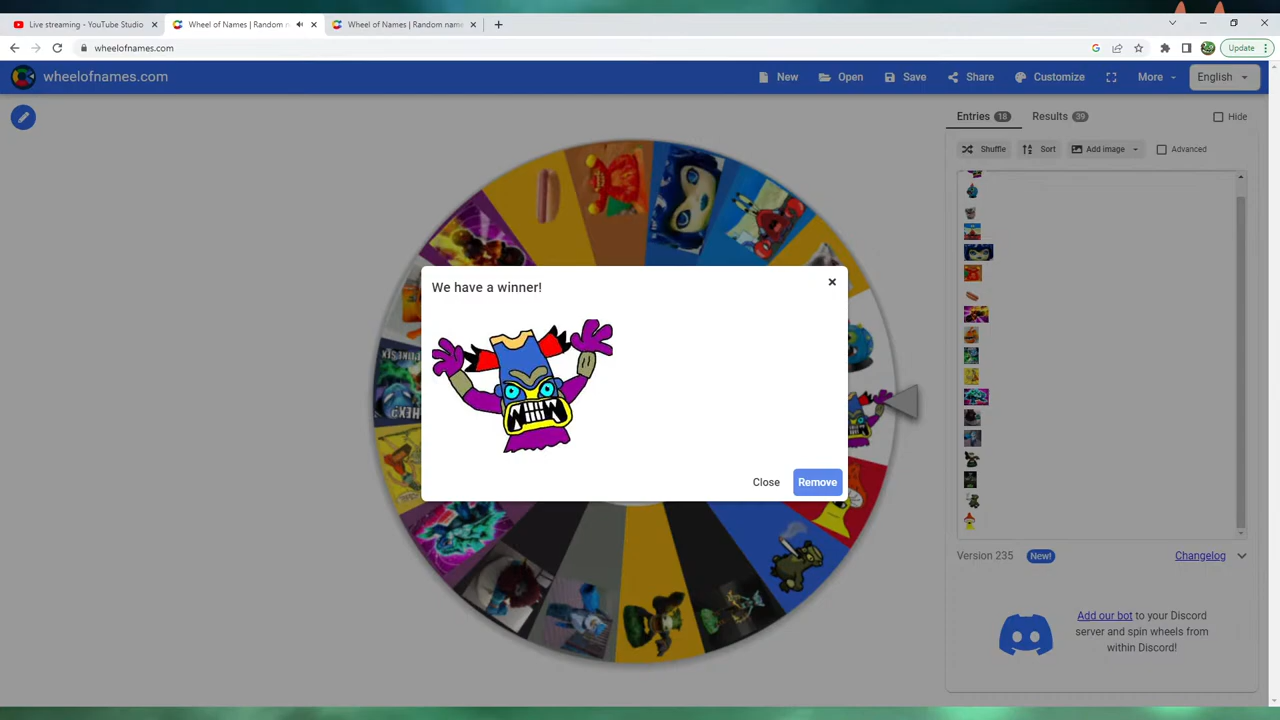 Live streaming - YouTube Studio
Wheel of Names | Random n
Wheel of Names | Random name
wheelofnames.com
Update
wheelofnames.com
New
Open
Save
Share
Customize
More
English
Entries 18
Results 39
Hide
Shuffle
Sort
Add image
Advanced
We have a winner!
Close
Remove
Version 235
New!
Changelog
Add our bot to your Discord
server and spin wheels from
within Discord!